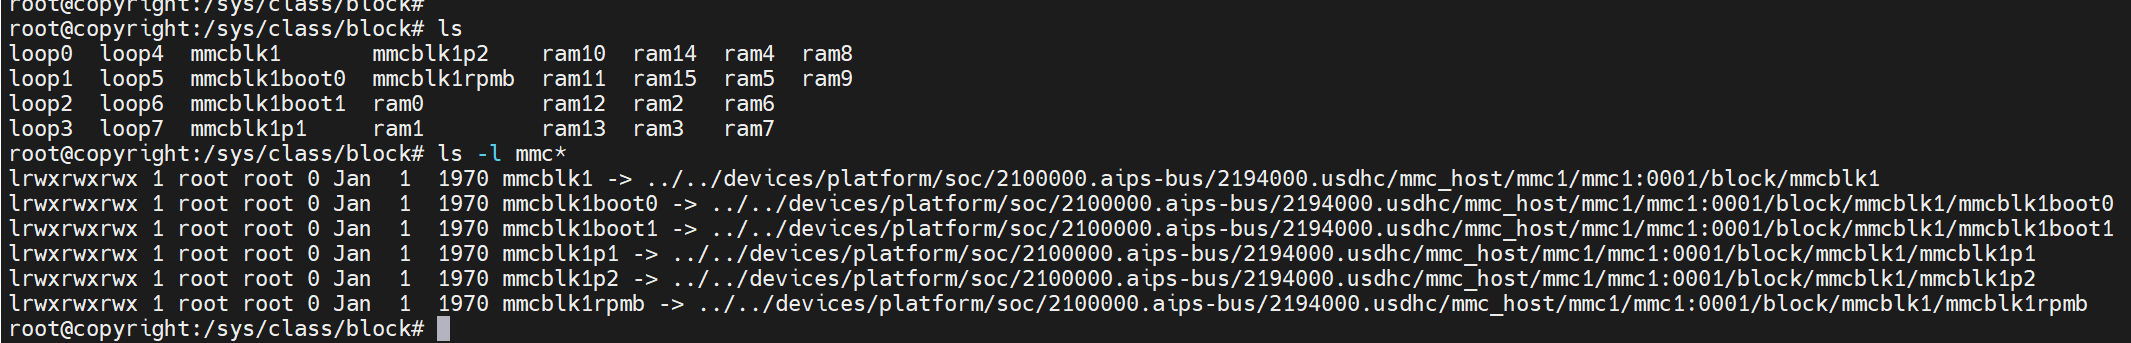 root@copyright:/sys/class/block#
root@copyright:/sys/class/block# ls
loop0  loop4  mmcblk1       mmcblk1p2    ram10  ram14  ram4  ram8
loop1  loop5  mmcblk1boot0  mmcblk1rpmb  ram11  ram15  ram5  ram9
loop2  loop6  mmcblk1boot1  ram0         ram12  ram2   ram6
loop3  loop7  mmcblk1p1     ram1         ram13  ram3   ram7
root@copyright:/sys/class/block# ls -l mmc*
lrwxrwxrwx 1 root root 0 Jan  1  1970 mmcblk1 -> ../../devices/platform/soc/2100000.aips-bus/2194000.usdhc/mmc_host/mmc1/mmc1:0001/block/mmcblk1
lrwxrwxrwx 1 root root 0 Jan  1  1970 mmcblk1boot0 -> ../../devices/platform/soc/2100000.aips-bus/2194000.usdhc/mmc_host/mmc1/mmc1:0001/block/mmcblk1/mmcblk1boot0
lrwxrwxrwx 1 root root 0 Jan  1  1970 mmcblk1boot1 -> ../../devices/platform/soc/2100000.aips-bus/2194000.usdhc/mmc_host/mmc1/mmc1:0001/block/mmcblk1/mmcblk1boot1
lrwxrwxrwx 1 root root 0 Jan  1  1970 mmcblk1p1 -> ../../devices/platform/soc/2100000.aips-bus/2194000.usdhc/mmc_host/mmc1/mmc1:0001/block/mmcblk1/mmcblk1p1
lrwxrwxrwx 1 root root 0 Jan  1  1970 mmcblk1p2 -> ../../devices/platform/soc/2100000.aips-bus/2194000.usdhc/mmc_host/mmc1/mmc1:0001/block/mmcblk1/mmcblk1p2
lrwxrwxrwx 1 root root 0 Jan  1  1970 mmcblk1rpmb -> ../../devices/platform/soc/2100000.aips-bus/2194000.usdhc/mmc_host/mmc1/mmc1:0001/block/mmcblk1/mmcblk1rpmb
root@copyright:/sys/class/block#